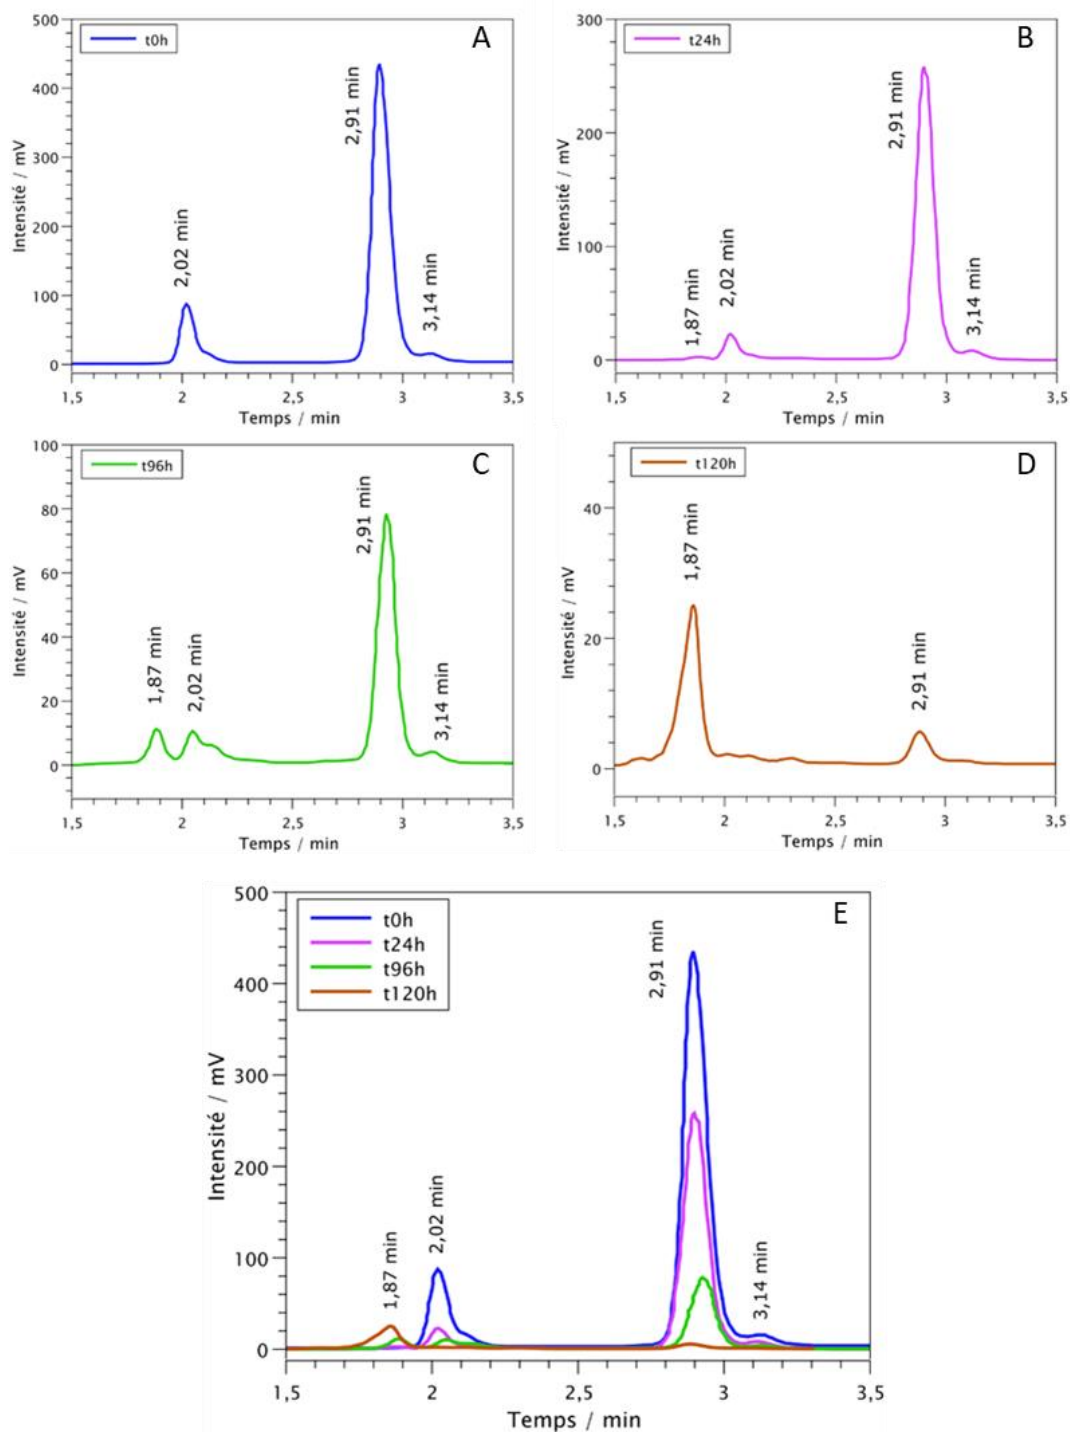 A
t0h
500
400
300
200
100
0
Intensité / mV
2,02 min
2,91 min
3,14 min
1,5
2
2,5
3
3,5
Temps / min
B
t24h
300
200
100
0
Intensité / mV
1,87 min
2,02 min
2,91 min
3,14 min
1,5
2
2,5
3
3,5
Temps / min
C
t96h
100
80
60
40
20
0
Intensité / mV
1,87 min
2,02 min
2,91 min
3,14 min
1,5
2
2,5
3
3,5
Temps / min
D
t120h
40
20
0
Intensité / mV
1,87 min
2,91 min
1,5
2
2,5
3
3,5
Temps / min
E
t0h
t24h
t96h
t120h
500
400
300
200
100
0
Intensité / mV
1,87 min
2,02 min
2,91 min
3,14 min
1,5
2
2,5
3
3,5
Temps / min